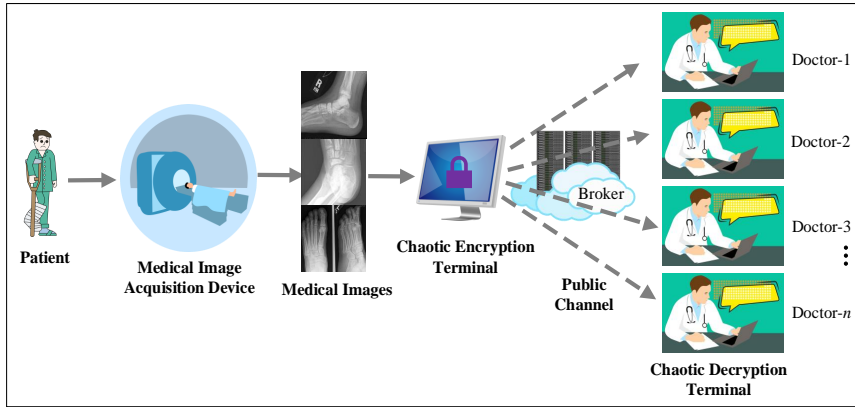 Patient
Medical Image
Acquisition Device
Medical Images
Chaotic Encryption
Terminal
Broker
Public
Channel
Doctor-1
Doctor-2
Doctor-3
Doctor-n
Chaotic Decryption
Terminal